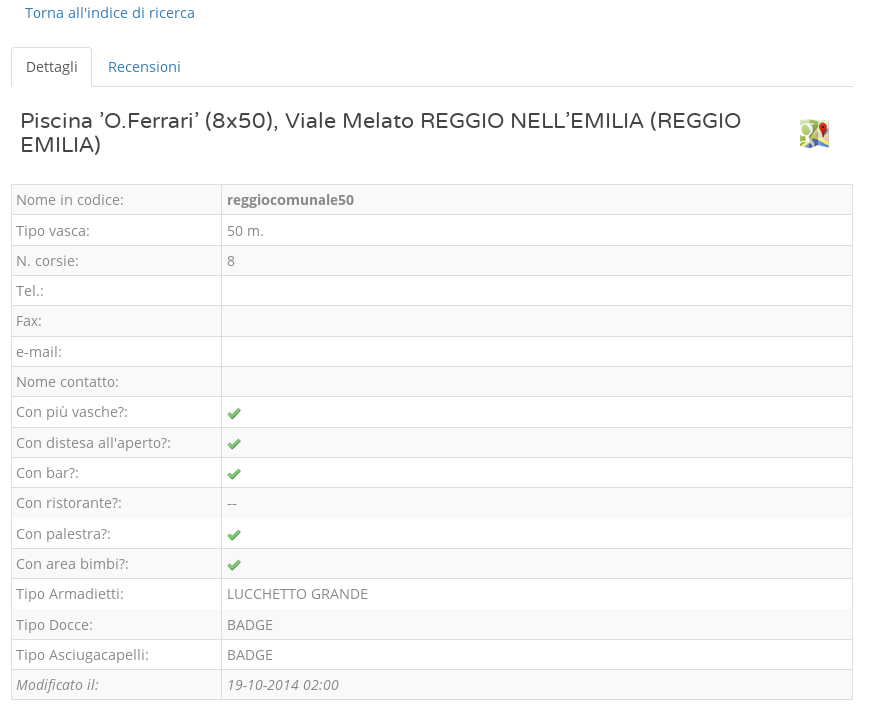 Torna all'indice di ricerca
Dettagli Recensioni
Piscina 'O.Ferrari' (8x50), Viale Melato REGGIO NELL'EMILIA (REGGIO
EMILIA)
Nome in codice: reggiocomunale50
Tipo vasca: 50 m.
N. corsie: 8
Tel.:
Fax:
e-mail:
Nome contatto:
Con più vasche?:
Con distesa all'aperto?:
Con bar?:
Con ristorante?: --
Con palestra?:
Con area bimbi?:
Tipo Armadietti: LUCCHETTO GRANDE
Tipo Docce: BADGE
Tipo Asciugacapelli: BADGE
Modificato il: 19-10-2014 02:00